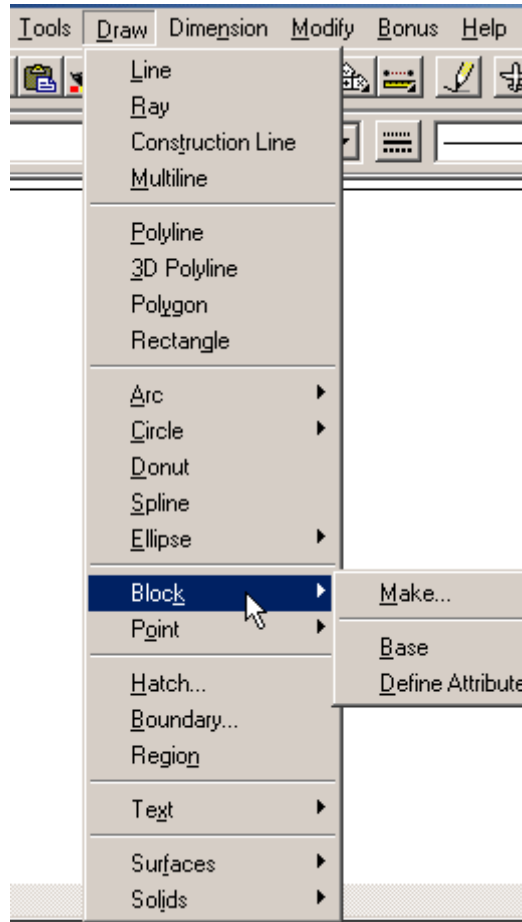 Tools Draw Dimension Modify Bonus Help
Line
Ray
Construction Line
Multiline
Polyline
3D Polyline
Polygon
Rectangle
Arc
Circle
Donut
Spline
Ellipse
Block
Make...
Point
Base
Define Attribute
Hatch...
Boundary...
Region
Text
Surfaces
Solids